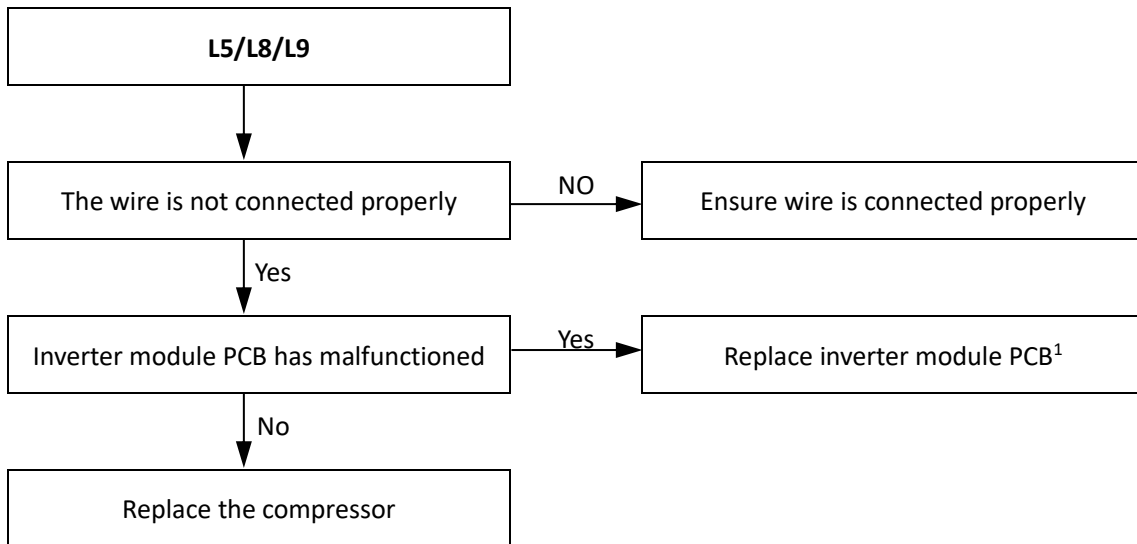 L5/L8/L9
The wire is not connected properly
NO
Ensure wire is connected properly
Yes
Inverter module PCB has malfunctioned
Yes
Replace inverter module PCB¹
No
Replace the compressor